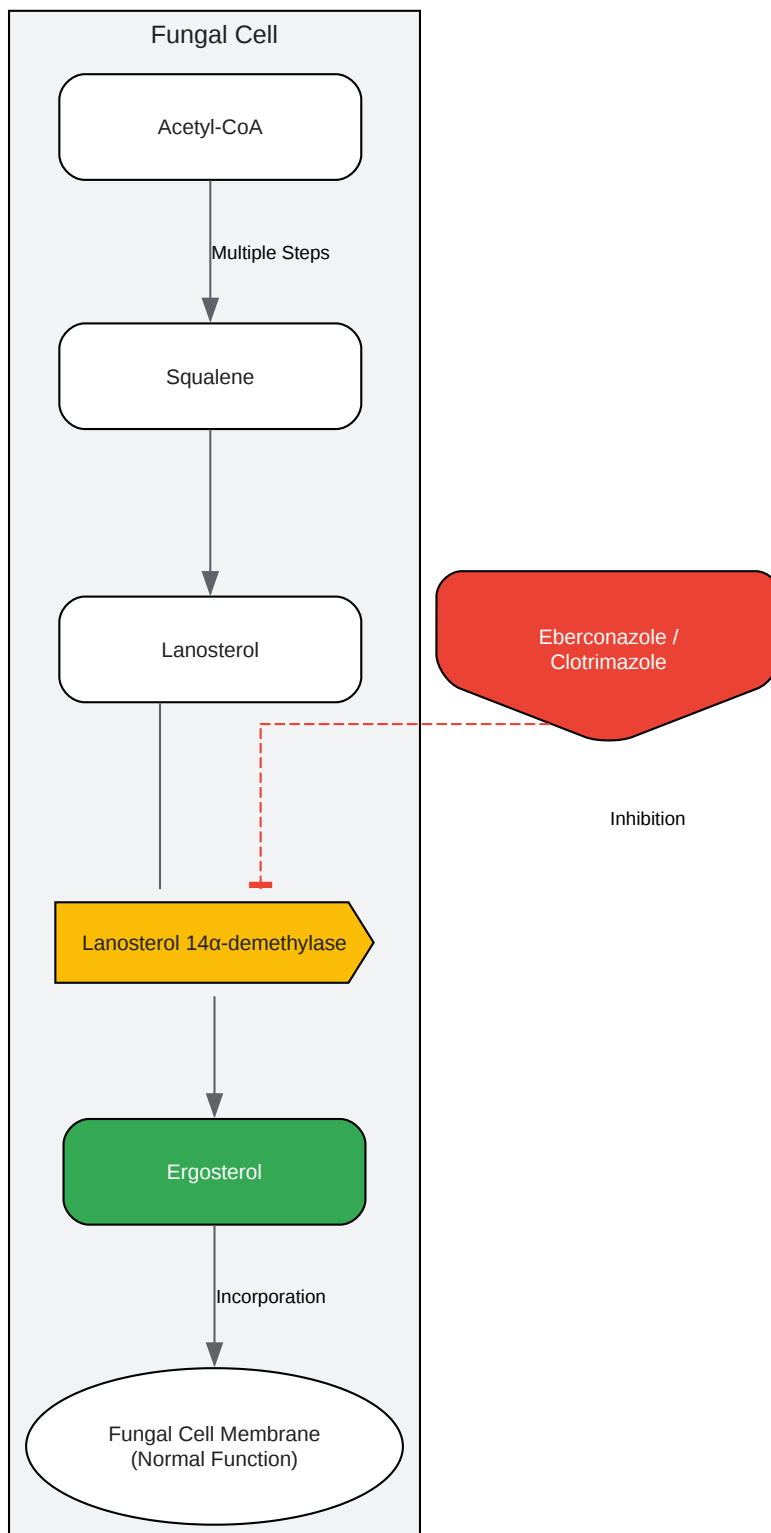 Fungal Cell
Acetyl-CoA
Multiple Steps
Squalene
Lanosterol
Eberconazole /
Clotrimazole
Inhibition
Lanosterol 14α-demethylase
Ergosterol
Incorporation
Fungal Cell Membrane
(Normal Function)